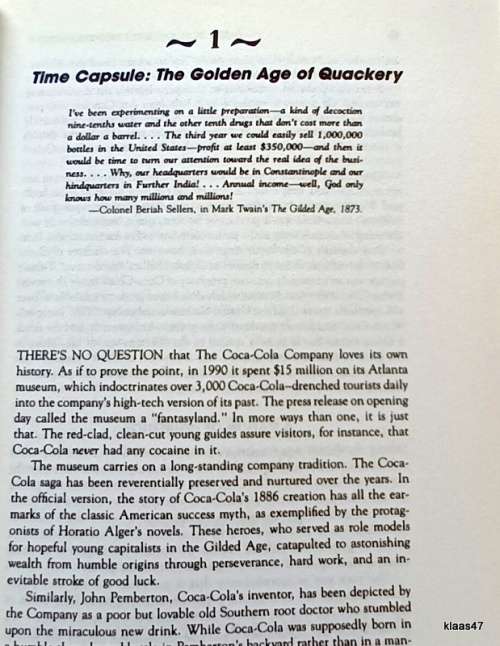 ~ 1 ~
Time Capsule: The Golden Age of Quackery
I've been experimenting on a little preparation—a kind of decoction
nine-tenths water and the other tenth drugs that don't cost more than
a dollar a barrel. . . . The third year we could easily sell 1,000,000
bottles in the United States—profit at least $350,000—and then it
would be time to turn our attention toward the real idea of the busi-
ness. . . . Why, our headquarters would be in Constantinople and our
hindquarters in Further India! . . . Annual income—well, God only
knows how many millions and millions!
—Colonel Beriah Sellers, in Mark Twain's The Gilded Age, 1873.
THERE'S NO QUESTION that The Coca-Cola Company loves its own
history. As if to prove the point, in 1990 it spent $15 million on its Atlanta
museum, which indoctrinates over 3,000 Coca-Cola–drenched tourists daily
into the company's high-tech version of its past. The press release on opening
day called the museum a "fantasyland." In more ways than one, it is just
that. The red-clad, clean-cut young guides assure visitors, for instance, that
Coca-Cola never had any cocaine in it.
The museum carries on a long-standing company tradition. The Coca-
Cola saga has been reverentially preserved and nurtured over the years. In
the official version, the story of Coca-Cola's 1886 creation has all the ear-
marks of the classic American success myth, as exemplified by the protag-
onists of Horatio Alger's novels. These heroes, who served as role models
for hopeful young capitalists in the Gilded Age, catapulted to astonishing
wealth from humble origins through perseverance, hard work, and an in-
evitable stroke of good luck.
Similarly, John Pemberton, Coca-Cola's inventor, has been depicted by
the Company as a poor but lovable old Southern root doctor who stumbled
upon the miraculous new drink. While Coca-Cola was supposedly born in
Pemberton's backyard rather than in a man-
klaas47